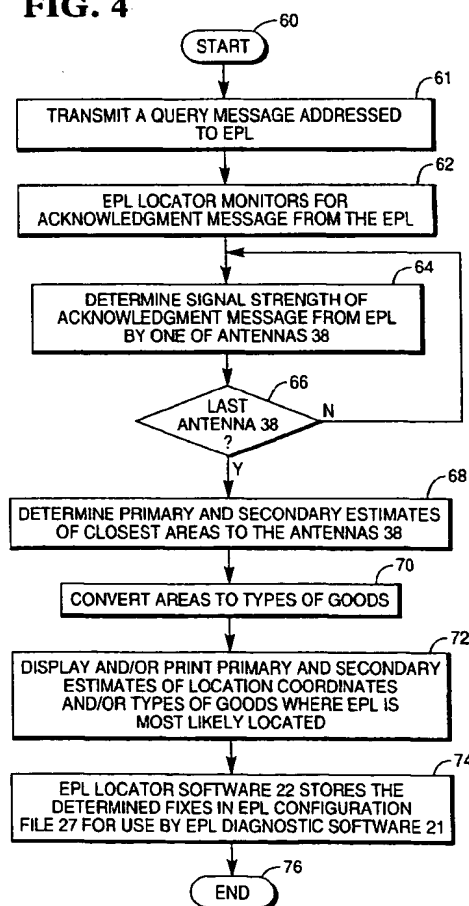 FIG. 4
60
START
61
TRANSMIT A QUERY MESSAGE ADDRESSED
TO EPL
62
EPL LOCATOR MONITORS FOR
ACKNOWLEDGMENT MESSAGE FROM THE EPL
64
DETERMINE SIGNAL STRENGTH OF
ACKNOWLEDGMENT MESSAGE FROM EPL
BY ONE OF ANTENNAS 38
66
LAST
ANTENNA 38
?
N
Y
68
DETERMINE PRIMARY AND SECONDARY ESTIMATES
OF CLOSEST AREAS TO THE ANTENNAS 38
70
CONVERT AREAS TO TYPES OF GOODS
72
DISPLAY AND/OR PRINT PRIMARY AND SECONDARY
ESTIMATES OF LOCATION COORDINATES
AND/OR TYPES OF GOODS WHERE EPL IS
MOST LIKELY LOCATED
74
EPL LOCATOR SOFTWARE 22 STORES THE
DETERMINED FIXES IN EPL CONFIGURATION
FILE 27 FOR USE BY EPL DIAGNOSTIC SOFTWARE 21
76
END